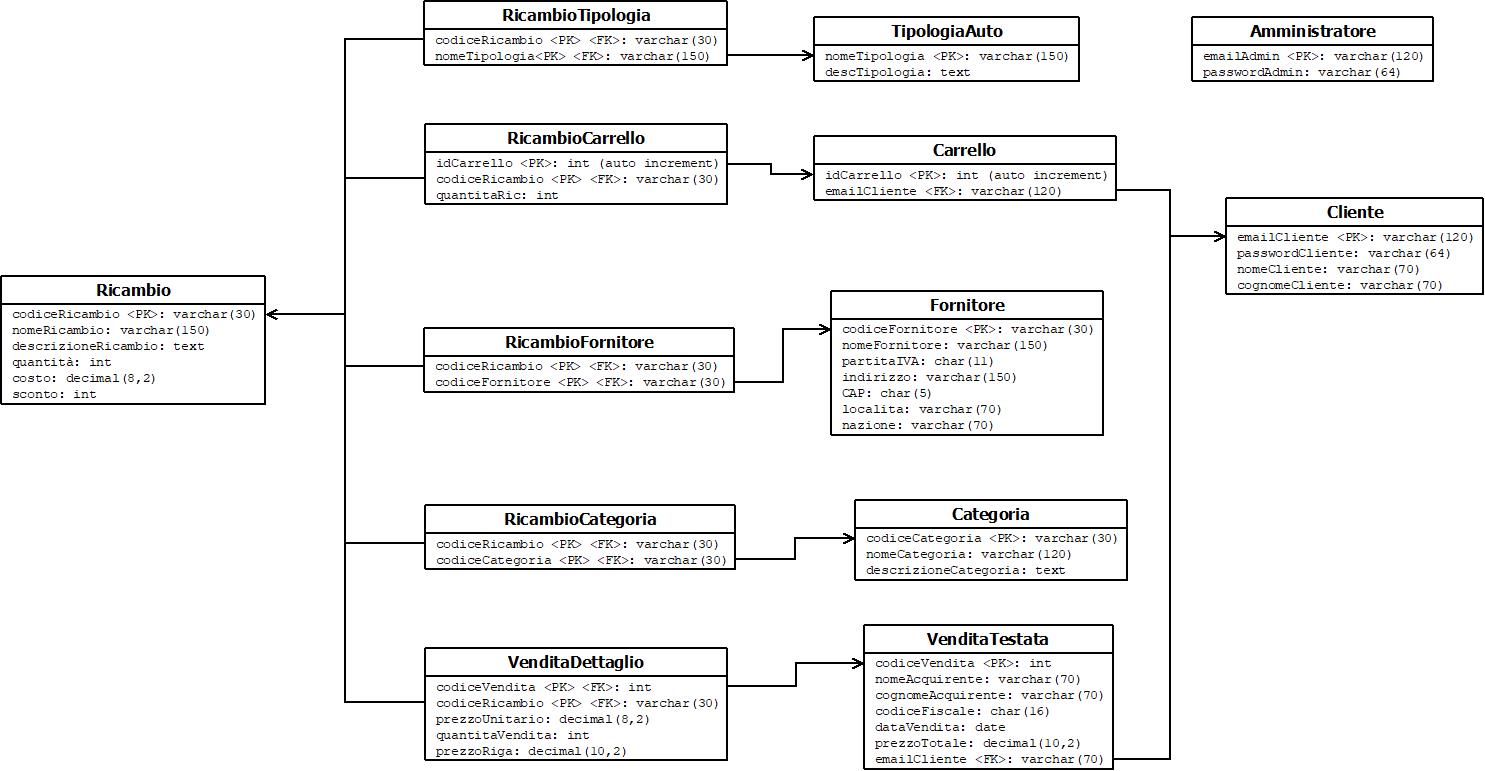 RicambioTipologia
codiceRicambio <PK> <FK>: varchar(30)
nomeTipologia<PK> <FK>: varchar(150)
TipologiaAuto
nomeTipologia <PK>: varchar(150)
descTipologia: text
Amministratore
emailAdmin <PK>: varchar(120)
passwordAdmin: varchar(64)
RicambioCarrello
idCarrello <PK>: int (auto increment)
codiceRicambio <PK> <FK>: varchar(30)
quantitaRic: int
Carrello
idCarrello <PK>: int (auto increment)
emailCliente <FK>: varchar(120)
Cliente
emailCliente <PK>: varchar(120)
passwordCliente: varchar(64)
nomeCliente: varchar(70)
cognomeCliente: varchar(70)
Ricambio
codiceRicambio <PK>: varchar(30)
nomeRicambio: varchar(150)
descrizioneRicambio: text
quantità: int
costo: decimal(8,2)
sconto: int
RicambioFornitore
codiceRicambio <PK> <FK>: varchar(30)
codiceFornitore <PK> <FK>: varchar(30)
Fornitore
codiceFornitore <PK>: varchar(30)
nomeFornitore: varchar(150)
partitaIVA: char(11)
indirizzo: varchar(150)
CAP: char(5)
localita: varchar(70)
nazione: varchar(70)
RicambioCategoria
codiceRicambio <PK> <FK>: varchar(30)
codiceCategoria <PK> <FK>: varchar(30)
Categoria
codiceCategoria <PK>: varchar(30)
nomeCategoria: varchar(120)
descrizioneCategoria: text
VenditaDettaglio
codiceVendita <PK> <FK>: int
codiceRicambio <PK> <FK>: varchar(30)
prezzoUnitario: decimal(8,2)
quantitaVendita: int
prezzoRiga: decimal(10,2)
VenditaTestata
codiceVendita <PK>: int
nomeAcquirente: varchar(70)
cognomeAcquirente: varchar(70)
codiceFiscale: char(16)
dataVendita: date
prezzoTotale: decimal(10,2)
emailCliente <FK>: varchar(70)